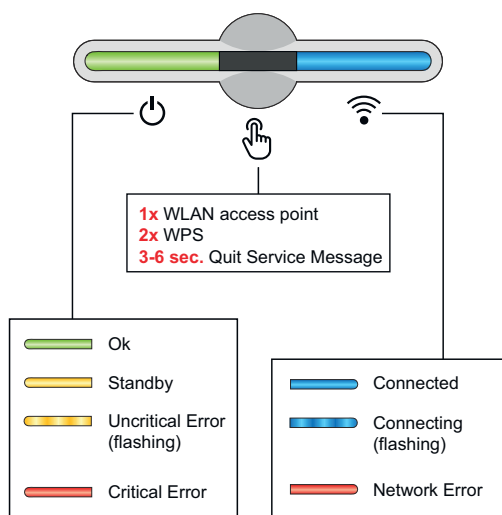 1x WLAN access point
2x WPS
3-6 sec. Quit Service Message
Ok
Standby
Uncritical Error
(flashing)
Critical Error
Connected
Connecting
(flashing)
Network Error